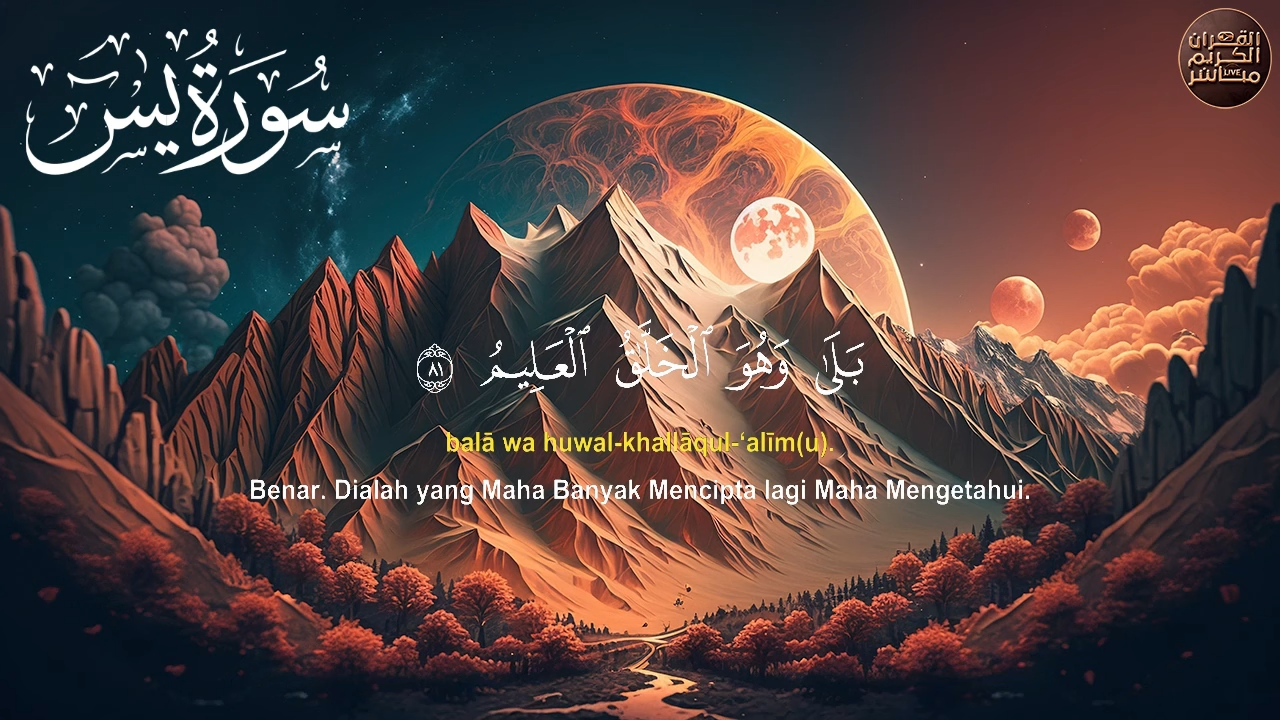 سُورَةُ يسٓ
القرآن
الكريم
LIVE
مباشر
بَلَىٰ وَهُوَ ٱلْخَلَّٰقُ ٱلْعَلِيمُ ٨١
balā wa huwal-khallāqul-‘alīm(u).
Benar. Dialah yang Maha Banyak Mencipta lagi Maha Mengetahui.